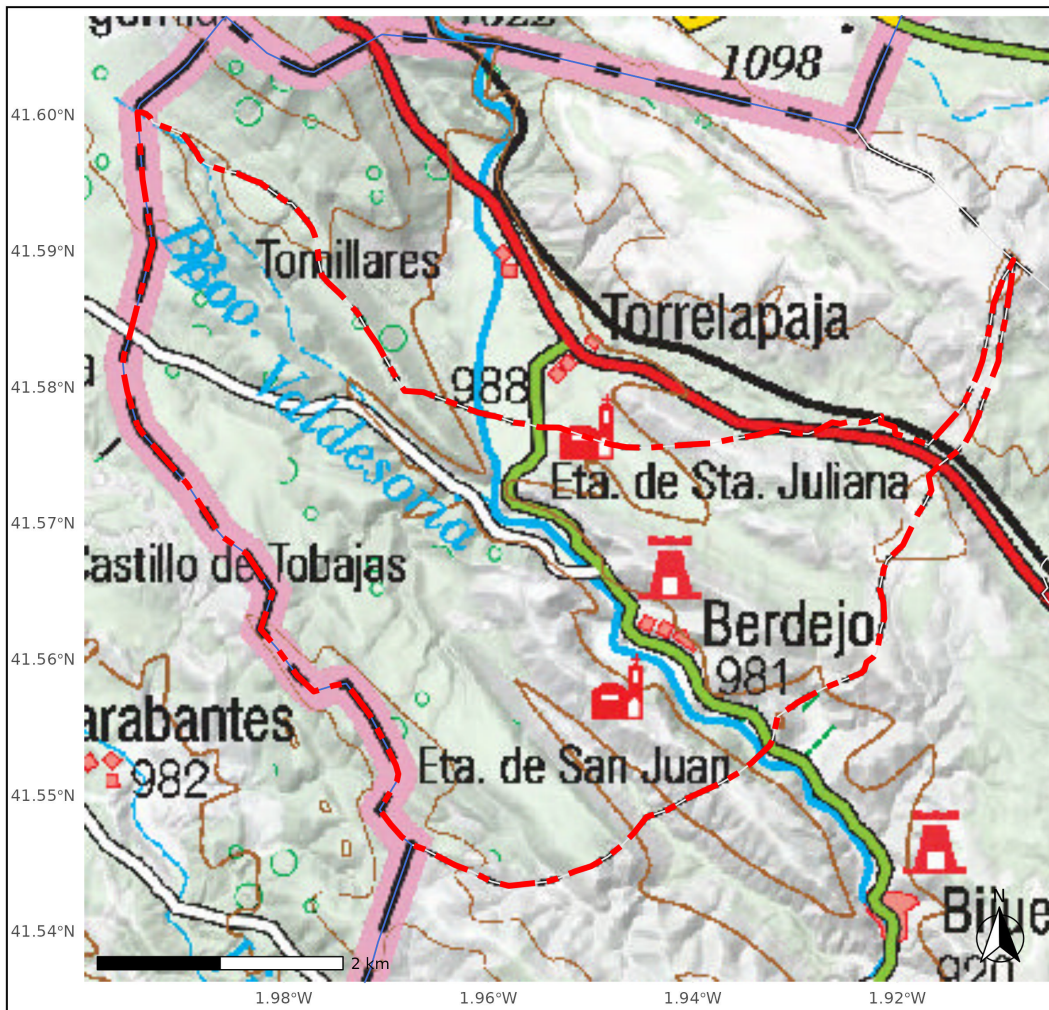 1098
41.60°N
41.59°N
Tomillares
Torrelapaja
41.58°N
988
Bco. Valdesoria
Eta. de Sta. Juliana
41.57°N
Castillo de Tobajas
Berdejo
41.56°N
981
arabantes
Eta. de San Juan
982
41.55°N
Bijue
N
41.54°N
920
2 km
1.98°W
1.96°W
1.94°W
1.92°W